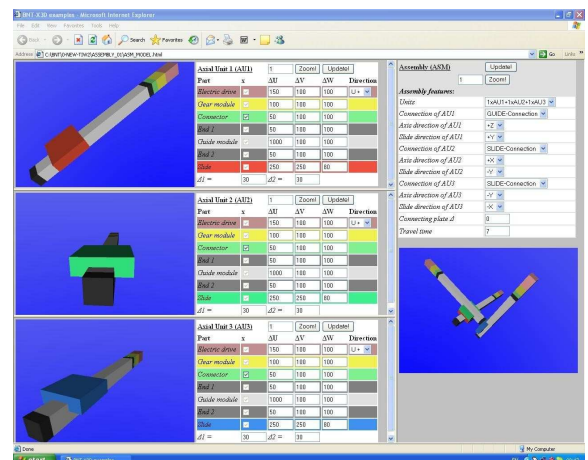 BMT-X3D examples - Microsoft Internet Explorer
File Edit View Favorites Tools Help
Back Search Favorites
Address Go Links
Axial Unit 1 (AU1) 1 Zoom! Update!
Part x ΔU ΔV ΔW Direction
Electric drove 150 100 100 U+
Gear module 100 100 100
Connector 50 100 100
End 1 50 100 100
Guide module 1000 100 100
End 2 50 100 100
Slide 250 250 80
Δ1 = 30 Δ2 = 30
Axial Unit 2 (AU2) 1 Zoom! Update!
Part x ΔU ΔV ΔW Direction
Electric drove 150 100 100 U+
Gear module 100 100 100
Connector 50 100 100
End 1 50 100 100
Guide module 1000 100 100
End 2 50 100 100
Slide 250 250 80
Δ1 = 30 Δ2 = 30
Axial Unit 3 (AU3) 1 Zoom! Update!
Part x ΔU ΔV ΔW Direction
Electric drove 150 100 100 U+
Gear module 100 100 100
Connector 50 100 100
End 1 50 100 100
Guide module 1000 100 100
End 2 50 100 100
Slide 250 250 80
Δ1 = 30 Δ2 = 30
Assembly (ASM) Update!
1 Zoom!
Assembly features:
Units 1xAU1+1xAU2+1xAU3
Connection of AU1 GUIDE-Connection
Axis direction of AU1 +Z
Slide direction of AU1 +Y
Connection of AU2 SLIDE-Connection
Axis direction of AU2 +X
Slide direction of AU2 -Y
Connection of AU3 SLIDE-Connection
Axis direction of AU3 -Y
Slide direction of AU3 -X
Connecting plate Δ 0
Travel time 7
Done My Computer
start